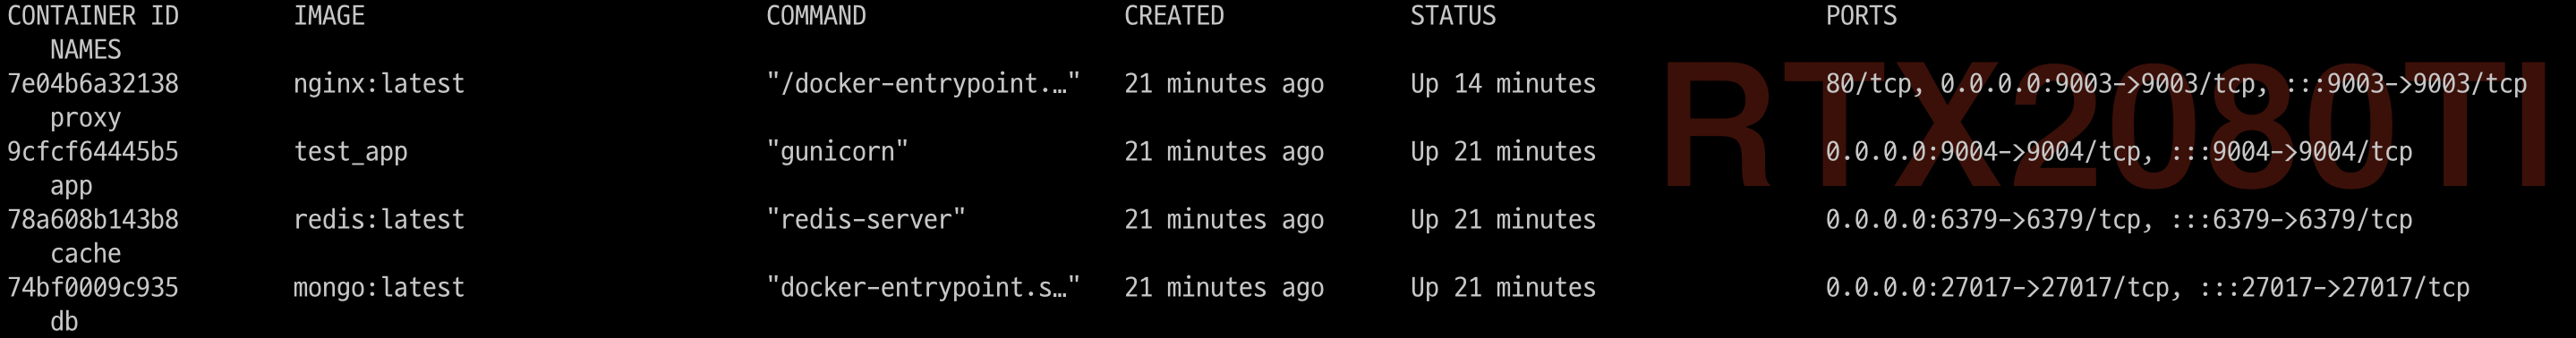 CONTAINER ID        IMAGE                            COMMAND                  CREATED             STATUS                       PORTS
   NAMES
7e04b6a32138        nginx:latest                     "/docker-entrypoint.…"   21 minutes ago      Up 14 minutes                80/tcp, 0.0.0.0:9003->9003/tcp, :::9003->9003/tcp
   proxy
9cfcf64445b5        test_app                         "gunicorn"               21 minutes ago      Up 21 minutes                0.0.0.0:9004->9004/tcp, :::9004->9004/tcp
   app
78a608b143b8        redis:latest                     "redis-server"           21 minutes ago      Up 21 minutes                0.0.0.0:6379->6379/tcp, :::6379->6379/tcp
   cache
74bf0009c935        mongo:latest                     "docker-entrypoint.s…"   21 minutes ago      Up 21 minutes                0.0.0.0:27017->27017/tcp, :::27017->27017/tcp
   db
RTX2080TI